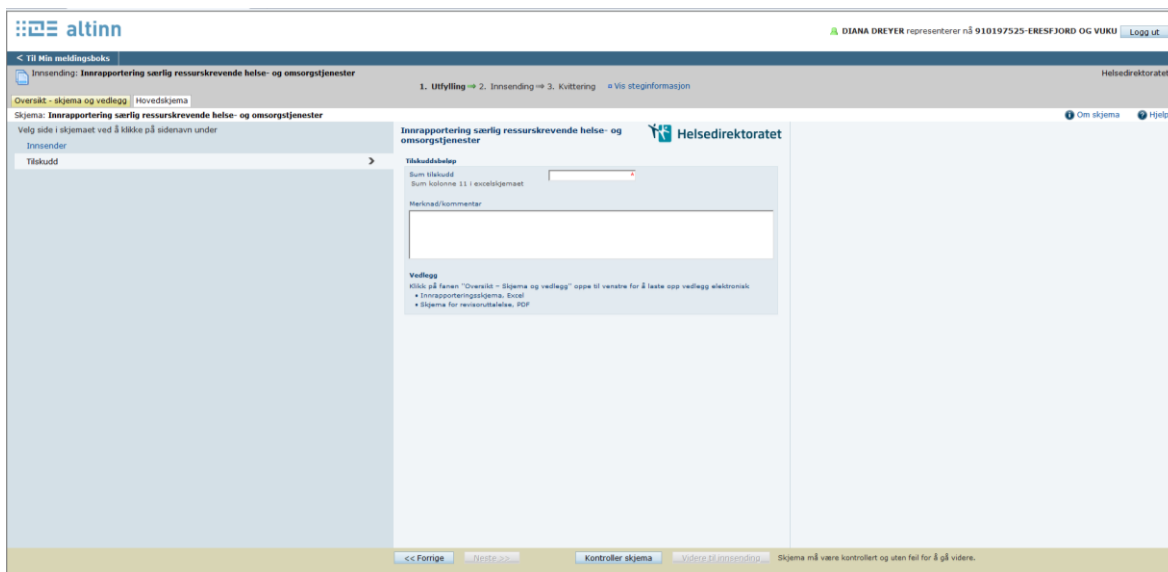 altinn
DIANA DREYER representerer nå 910197525-ERESFJORD OG VUKU
Logg ut
< Til Min meldingsboks
Innsending: Innrapportering særlig ressurskrevende helse- og omsorgstjenester
Helsedirektoratet
1. Utfylling ⇒ 2. Innsending ⇒ 3. Kvittering
Vis steginformasjon
Oversikt - skjema og vedlegg
Hovedskjema
Skjema: Innrapportering særlig ressurskrevende helse- og omsorgstjenester
Om skjema
Hjelp
Velg side i skjemaet ved å klikke på sidenavn under
Innsender
Tilskudd
Innrapportering særlig ressurskrevende helse- og
omsorgstjenester
Helsedirektoratet
Tilskuddsbeløp
Sum tilskudd
Sum kolonne 11 i excelskjemaet
Merknad/kommentar
Vedlegg
Klikk på fanen "Oversikt – Skjema og vedlegg" oppe til venstre for å laste opp vedlegg elektronisk
• Innrapporteringsskjema, Excel
• Skjema for revisoruttalelse, PDF
<< Forrige
Neste >>
Kontroller skjema
Videre til innsending
Skjema må være kontrollert og uten feil for å gå videre.